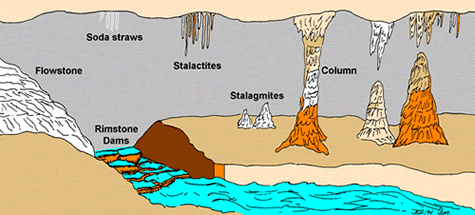 Soda straws
Flowstone
Stalactites
Column
Stalagmites
Rimstone
Dams